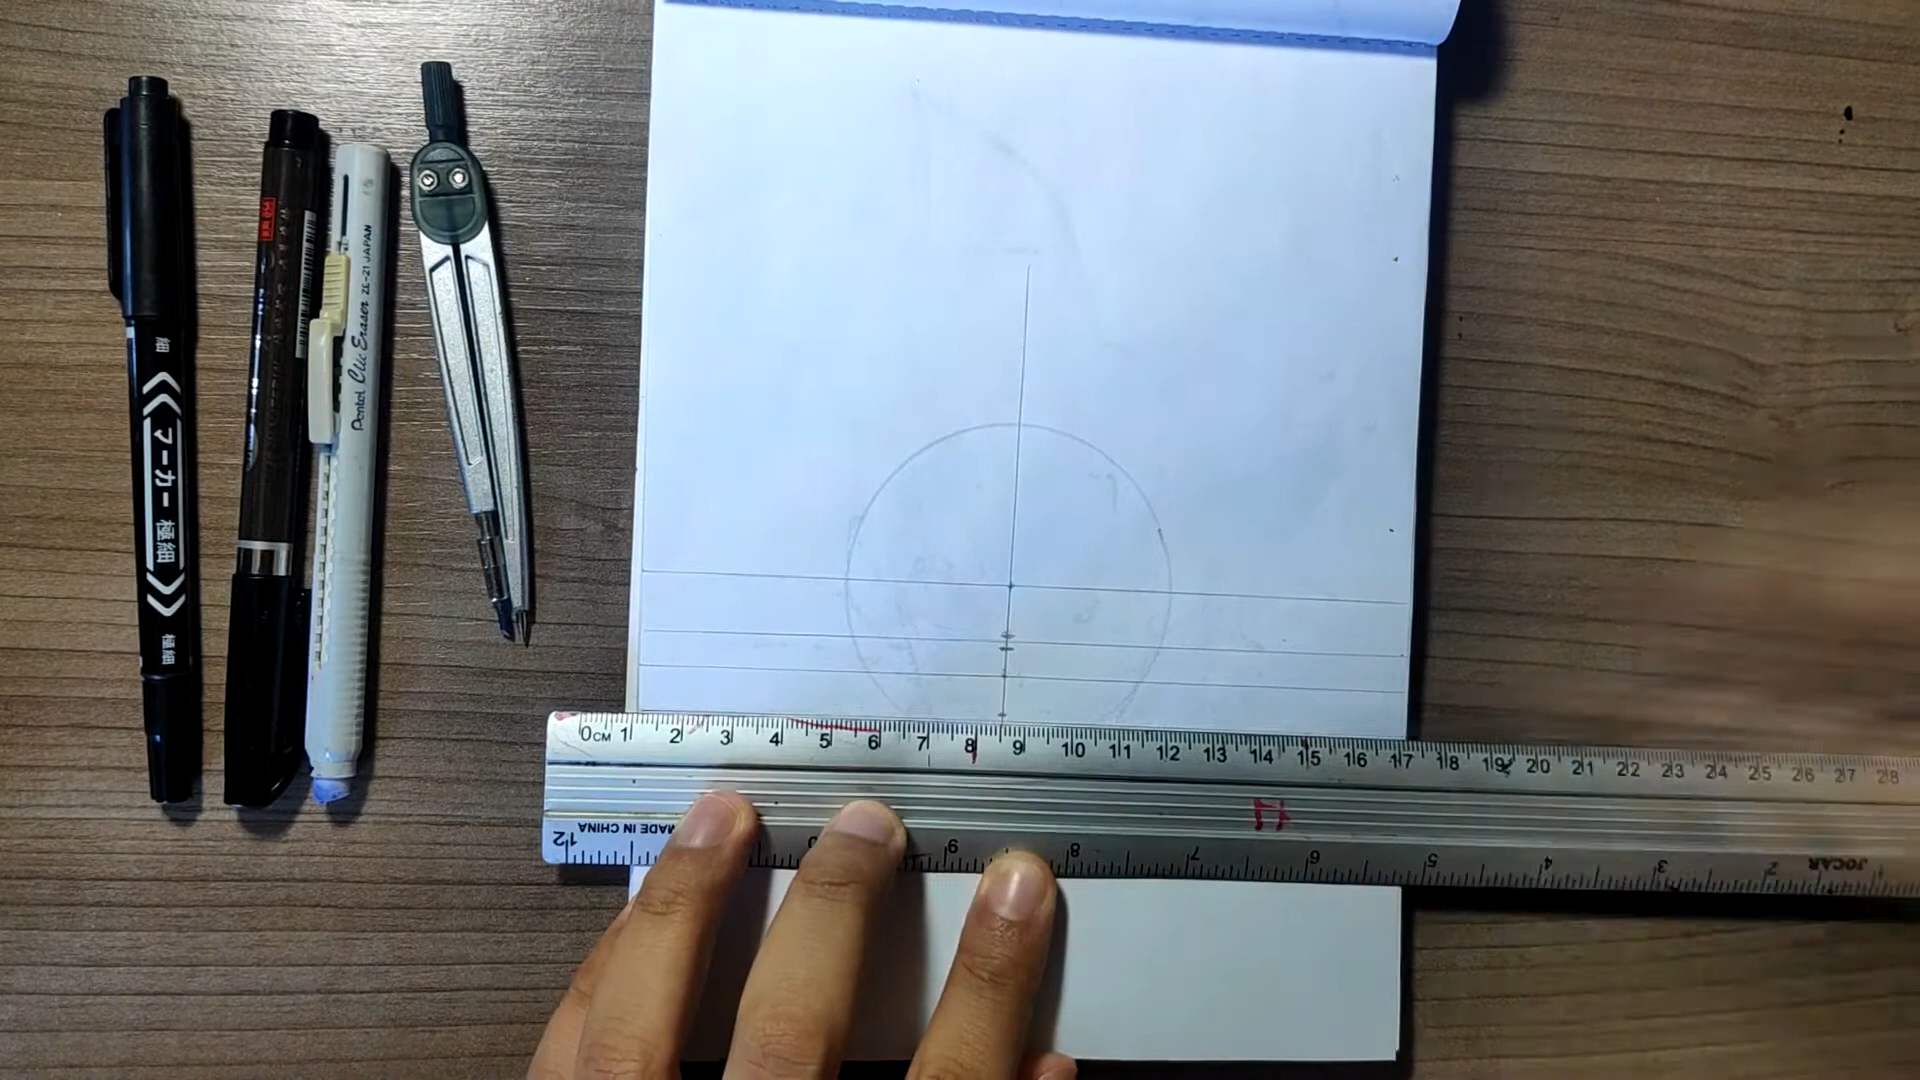 細
マーカー 極細
極細
Pentel Clic Eraser ZE-21 JAPAN
0CM 1 2 3 4 5 6 7 8 9 10 11 12 13 14 15 16 17 18 19 20 21 22 23 24 25 26 27 28
MADE IN CHINA
12 9 8 7 6 5 4 3 2
JOCAR